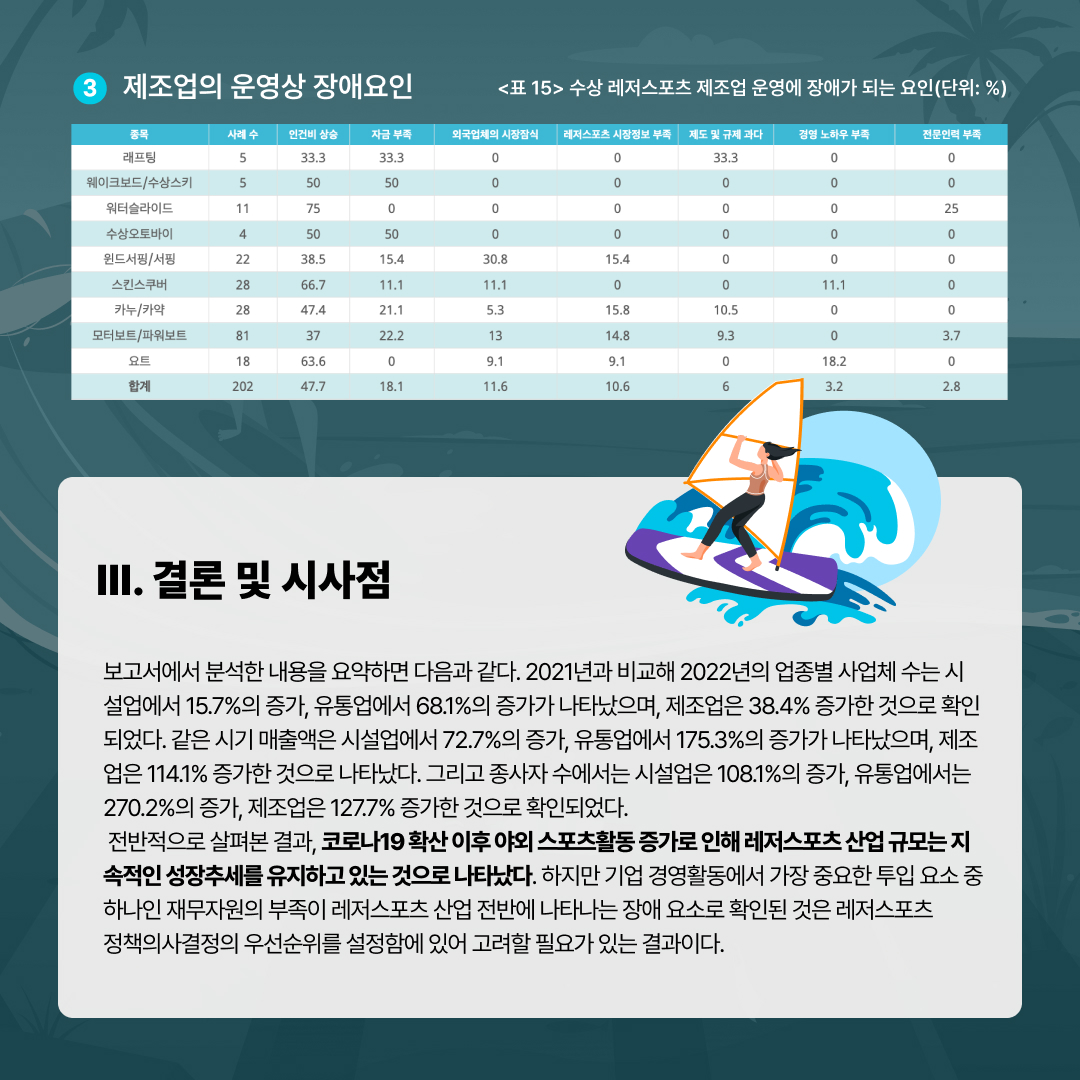 3 제조업의 운영상 장애요인 <표 15> 수상 레저스포츠 제조업 운영에 장애가 되는 요인(단위: %)
종목 사례 수 인건비 상승 자금 부족 외국업체의 시장잠식 레저스포츠 시장정보 부족 제도 및 규제 과다 경영 노하우 부족 전문인력 부족
래프팅 5 33.3 33.3 0 0 33.3 0 0
웨이크보드/수상스키 5 50 50 0 0 0 0 0
워터슬라이드 11 75 0 0 0 0 0 25
수상오토바이 4 50 50 0 0 0 0 0
윈드서핑/서핑 22 38.5 15.4 30.8 15.4 0 0 0
스킨스쿠버 28 66.7 11.1 11.1 0 0 11.1 0
카누/카약 28 47.4 21.1 5.3 15.8 10.5 0 0
모터보트/파워보트 81 37 22.2 13 14.8 9.3 0 3.7
요트 18 63.6 0 9.1 9.1 0 18.2 0
합계 202 47.7 18.1 11.6 10.6 6 3.2 2.8
III. 결론 및 시사점
보고서에서 분석한 내용을 요약하면 다음과 같다. 2021년과 비교해 2022년의 업종별 사업체 수는 시
설업에서 15.7%의 증가, 유통업에서 68.1%의 증가가 나타났으며, 제조업은 38.4% 증가한 것으로 확인
되었다. 같은 시기 매출액은 시설업에서 72.7%의 증가, 유통업에서 175.3%의 증가가 나타났으며, 제조
업은 114.1% 증가한 것으로 나타났다. 그리고 종사자 수에서는 시설업은 108.1%의 증가, 유통업에서는
270.2%의 증가, 제조업은 127.7% 증가한 것으로 확인되었다.
전반적으로 살펴본 결과, 코로나19 확산 이후 야외 스포츠활동 증가로 인해 레저스포츠 산업 규모는 지
속적인 성장추세를 유지하고 있는 것으로 나타났다. 하지만 기업 경영활동에서 가장 중요한 투입 요소 중
하나인 재무자원의 부족이 레저스포츠 산업 전반에 나타나는 장애 요소로 확인된 것은 레저스포츠
정책의사결정의 우선순위를 설정함에 있어 고려할 필요가 있는 결과이다.